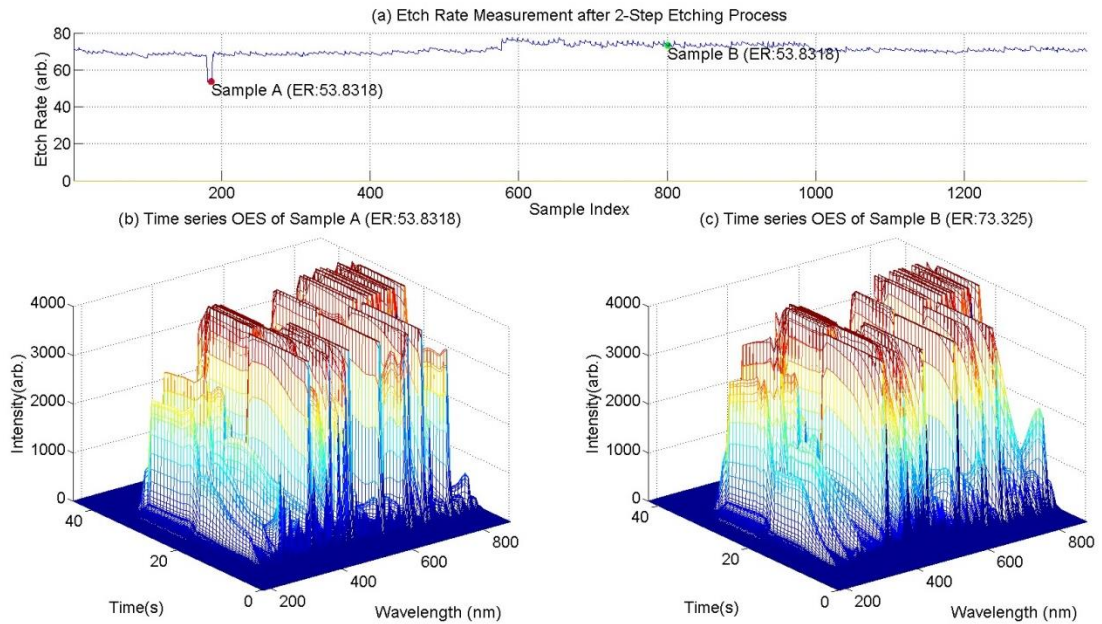 (a) Etch Rate Measurement after 2-Step Etching Process
80
60
40
20
0
Etch Rate (arb.)
Sample A (ER:53.8318)
Sample B (ER:53.8318)
200 400 600 800 1000 1200
Sample Index
(b) Time series OES of Sample A (ER:53.8318)
4000
3000
2000
1000
0
Intensity(arb.)
40
20
0
Time(s)
200
400
600
800
Wavelength (nm)
(c) Time series OES of Sample B (ER:73.325)
4000
3000
2000
1000
0
Intensity(arb.)
40
20
0
Time(s)
200
400
600
800
Wavelength (nm)